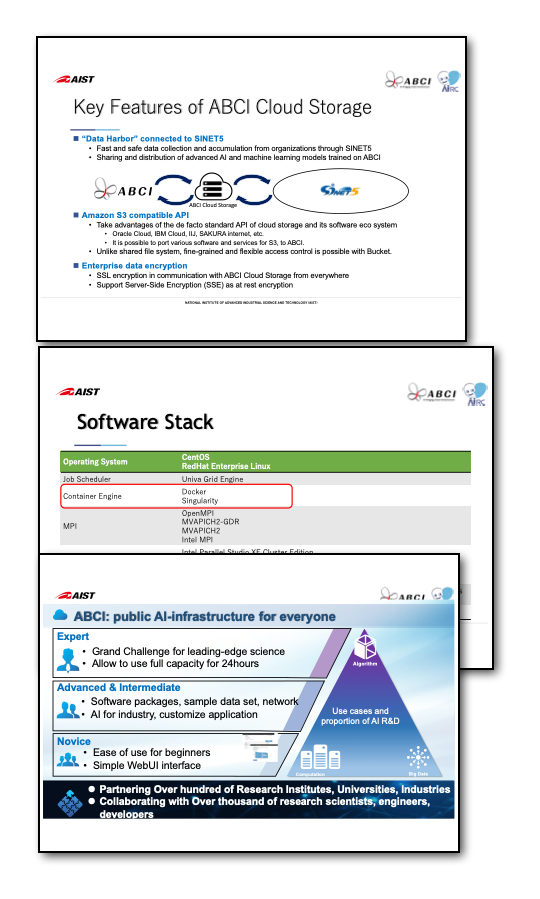 AIST
ABCI
AIRC
Key Features of ABCI Cloud Storage
"Data Harbor" connected to SINET5
• Fast and safe data collection and accumulation from organizations through SINET5
• Sharing and distribution of advanced AI and machine learning models trained on ABCI
ABCI
ABCI Cloud Storage
SINET5
Amazon S3 compatible API
• Take advantages of the de facto standard API of cloud storage and its software eco system
• Oracle Cloud, IBM Cloud, IIJ, SAKURA internet, etc.
• It is possible to port various software and services for S3, to ABCI.
• Unlike shared file system, fine-grained and flexible access control is possible with Bucket.
Enterprise data encryption
• SSL encryption in communication with ABCI Cloud Storage from everywhere
• Support Server-Side Encryption (SSE) as at rest encryption
NATIONAL INSTITUTE OF ADVANCED INDUSTRIAL SCIENCE AND TECHNOLOGY (AIST)
AIST
ABCI
AIRC
Software Stack
Operating System
CentOS
RedHat Enterprise Linux
Job Scheduler
Univa Grid Engine
Container Engine
Docker
Singularity
MPI
OpenMPI
MVAPICH2-GDR
MVAPICH2
Intel MPI
Intel Parallel Studio XE Cluster Edition
AIST
ABCI
AIRC
ABCI: public AI-infrastructure for everyone
Expert
• Grand Challenge for leading-edge science
• Allow to use full capacity for 24hours
Algorithm
Advanced & Intermediate
• Software packages, sample data set, network
• AI for industry, customize application
Use cases and
proportion of AI R&D
Novice
• Ease of use for beginners
• Simple WebUI interface
Computation
Big Data
● Partnering Over hundred of Research Institutes, Universities, Industries
● Collaborating with Over thousand of research scientists, engineers,
developers